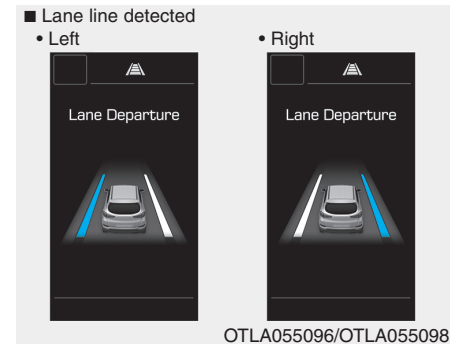 ■ Lane line detected
• Left
• Right
Lane Departure
Lane Departure
OTLA055096/OTLA055098